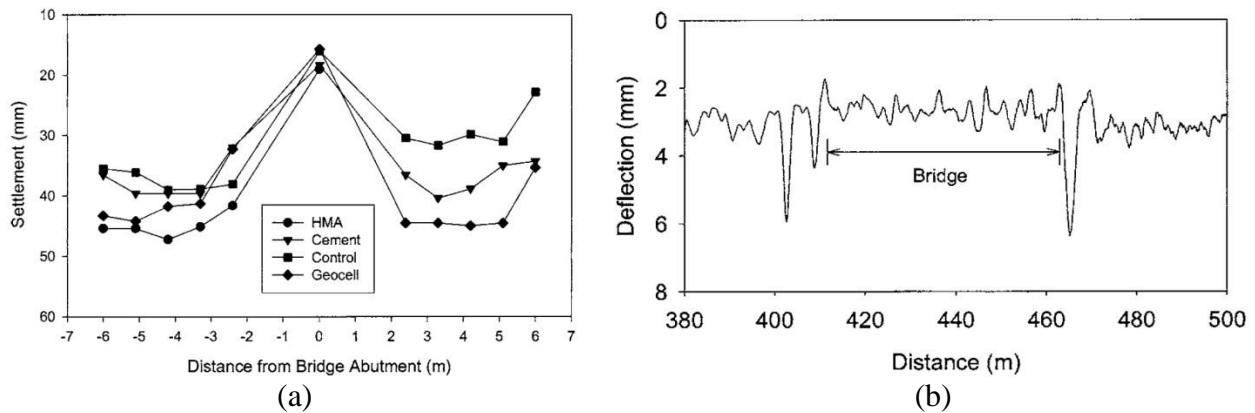 10
20
30
40
50
60
Settlement (mm)
HMA
Cement
Control
Geocell
-7 -6 -5 -4 -3 -2 -1 0 1 2 3 4 5 6 7
Distance from Bridge Abutment (m)
(a)
0
2
4
6
8
Deflection (mm)
Bridge
380 400 420 440 460 480 500
Distance (m)
(b)